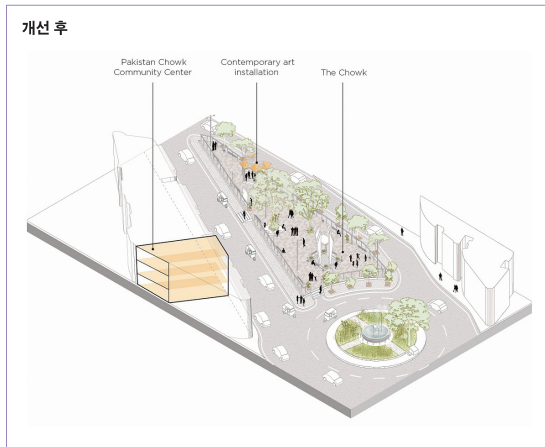 개선 후
Pakistan Chowk
Community Center
Contemporary art
installation
The Chowk